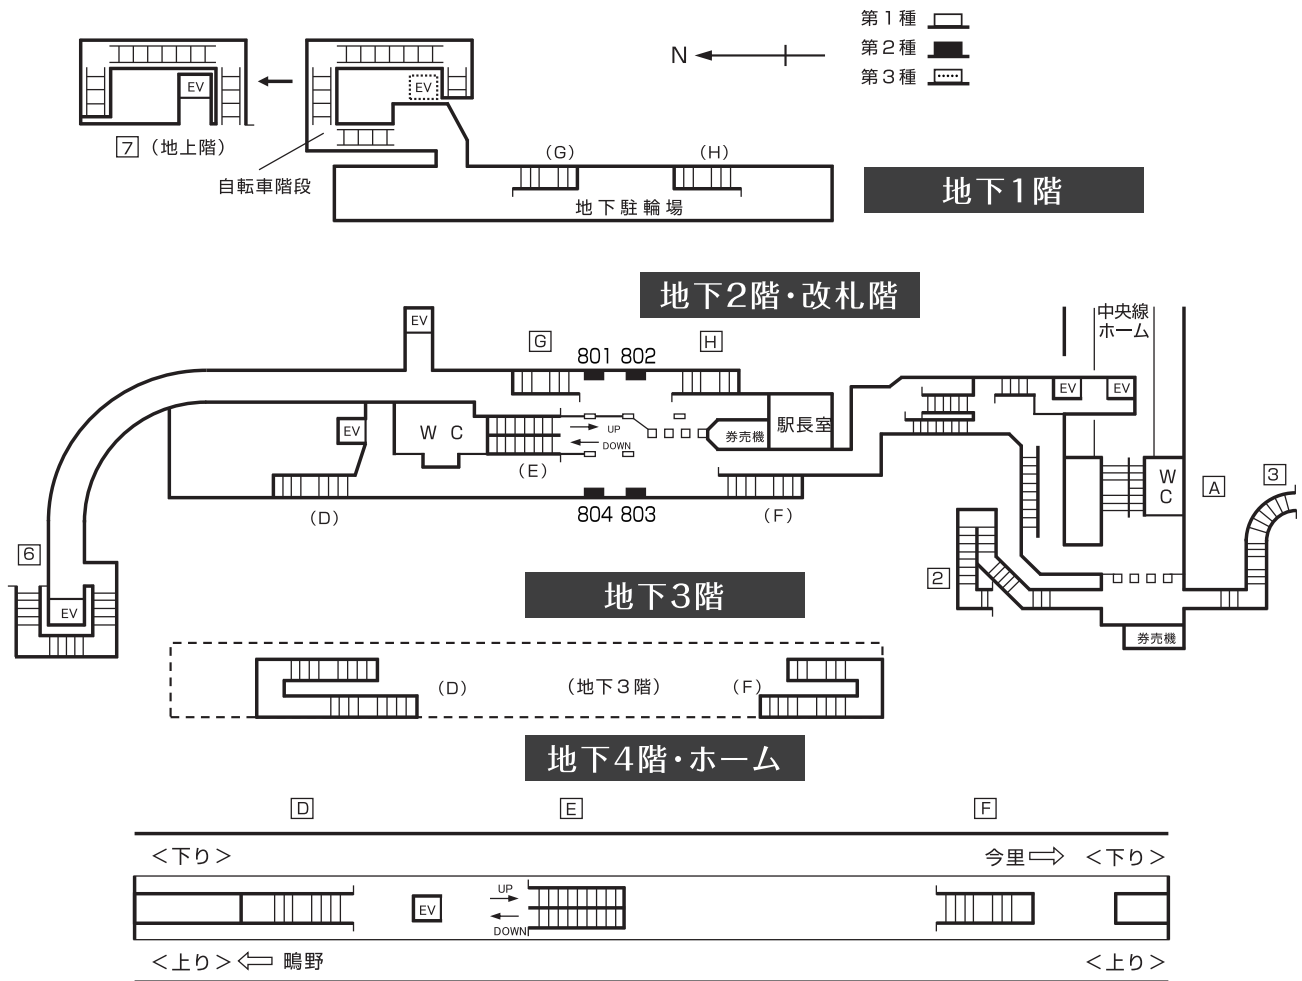 第1種
第2種
第3種
N
EV
EV
7 (地上階)
自転車階段
(G)
(H)
地下駐輪場
地下1階
地下2階・改札階
中央線
ホーム
EV
G
801 802
H
EV
EV
EV
W C
UP
DOWN
券売機
駅長室
(E)
W
C
A
3
(D)
804 803
(F)
6
2
EV
券売機
地下3階
(D)
(地下3階)
(F)
地下4階・ホーム
D
E
F
<下り>
今里
<下り>
UP
EV
DOWN
<上り>
鴫野
<上り>